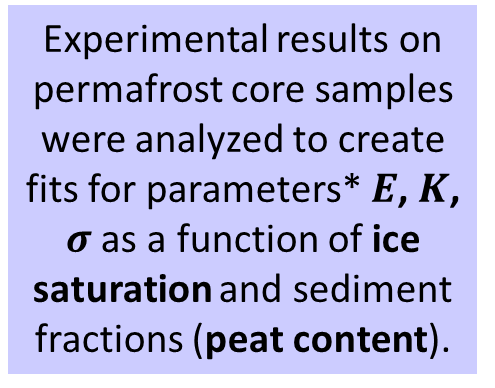 Experimental results on
permafrost core samples
were analyzed to create
fits for parameters* E, K,
σ as a function of ice
saturation and sediment
fractions (peat content).